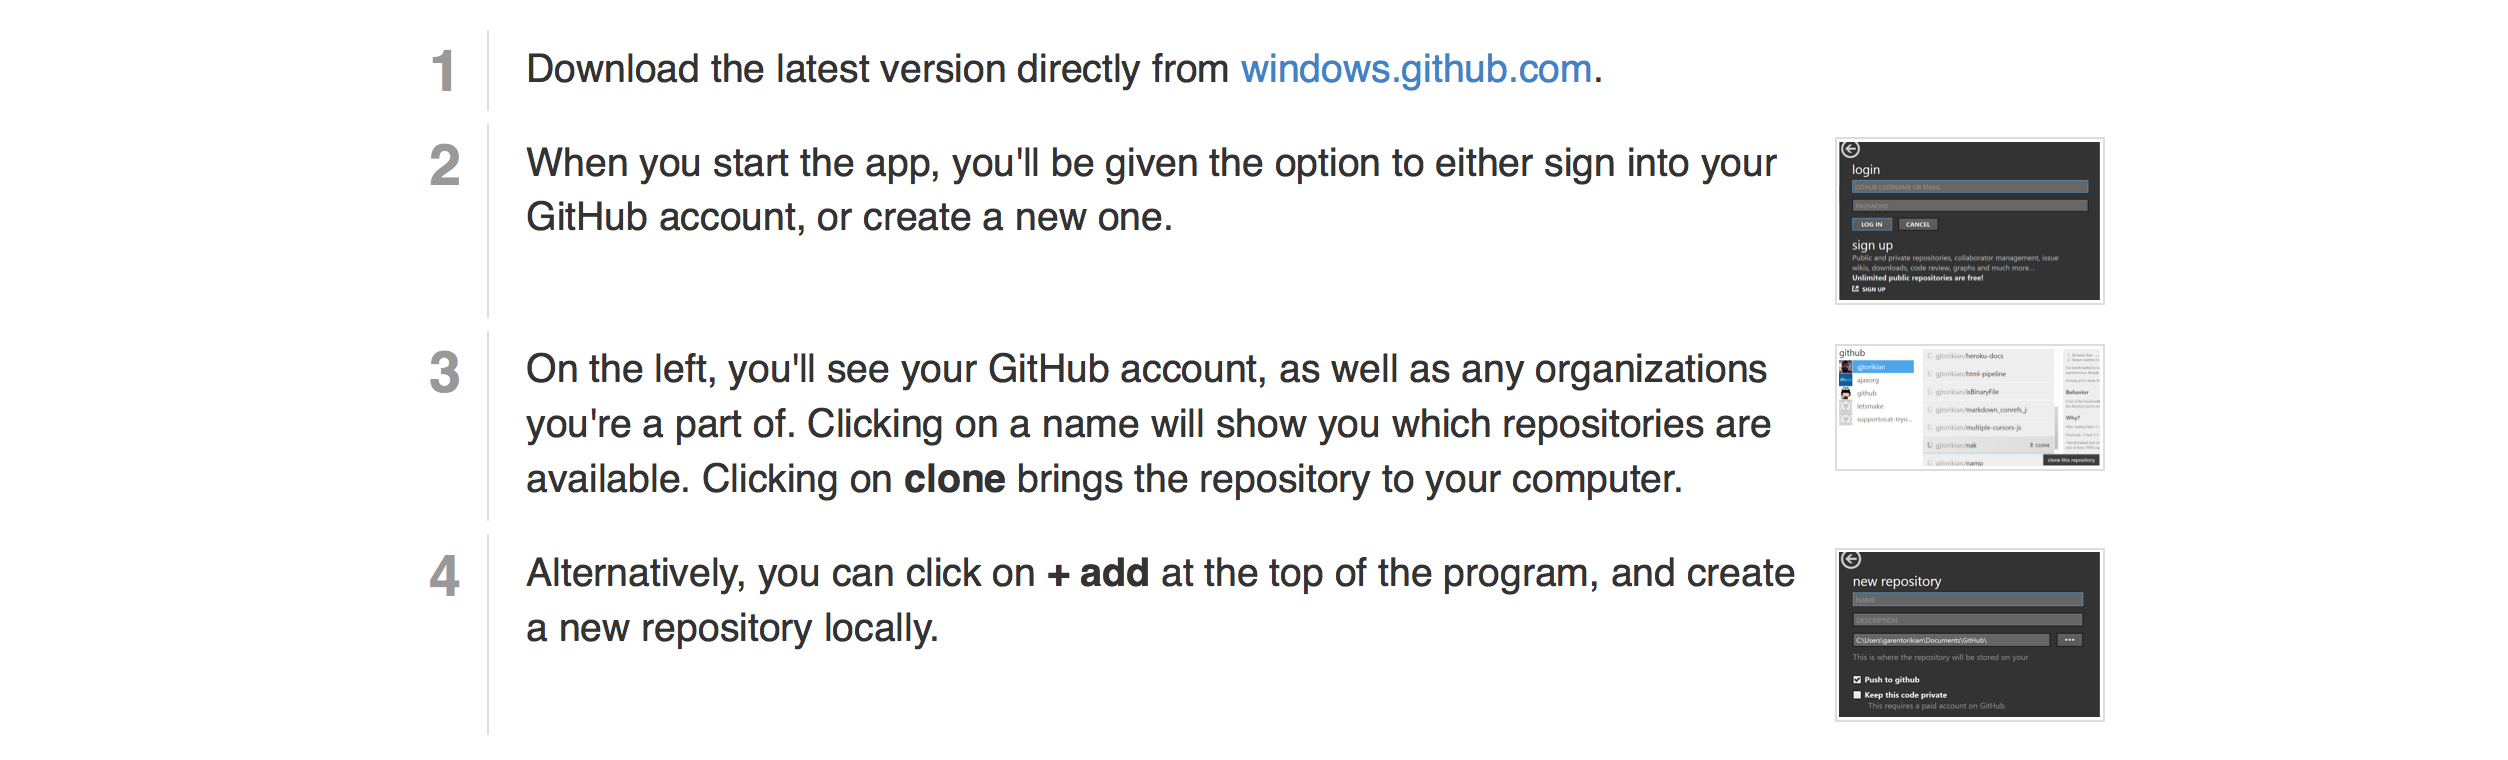 1
Download the latest version directly from windows.github.com.
2
When you start the app, you'll be given the option to either sign into your
GitHub account, or create a new one.
login
GITHUB USERNAME OR EMAIL
PASSWORD
LOG IN CANCEL
sign up
Public and private repositories, collaborator management, issue
wikis, downloads, code review, graphs and much more...
Unlimited public repositories are free!
SIGN UP
3
On the left, you'll see your GitHub account, as well as any organizations
you're a part of. Clicking on a name will show you which repositories are
available. Clicking on clone brings the repository to your computer.
github
gjtorikian
ajaxorg
github
letsmake
supportocat-tryo...
gjtorikian/heroku-docs
gjtorikian/html-pipeline
gjtorikian/isBinaryFile
gjtorikian/markdown_conrefs_j
gjtorikian/multiple-cursors-js
gjtorikian/nak CLONE
gjtorikian/namp
Behavior
Why?
clone this repository
4
Alternatively, you can click on + add at the top of the program, and create
a new repository locally.
new repository
NAME
DESCRIPTION
C:\Users\garentorikian\Documents\GitHub\ ...
This is where the repository will be stored on your
Push to github
Keep this code private
This requires a paid account on GitHub.